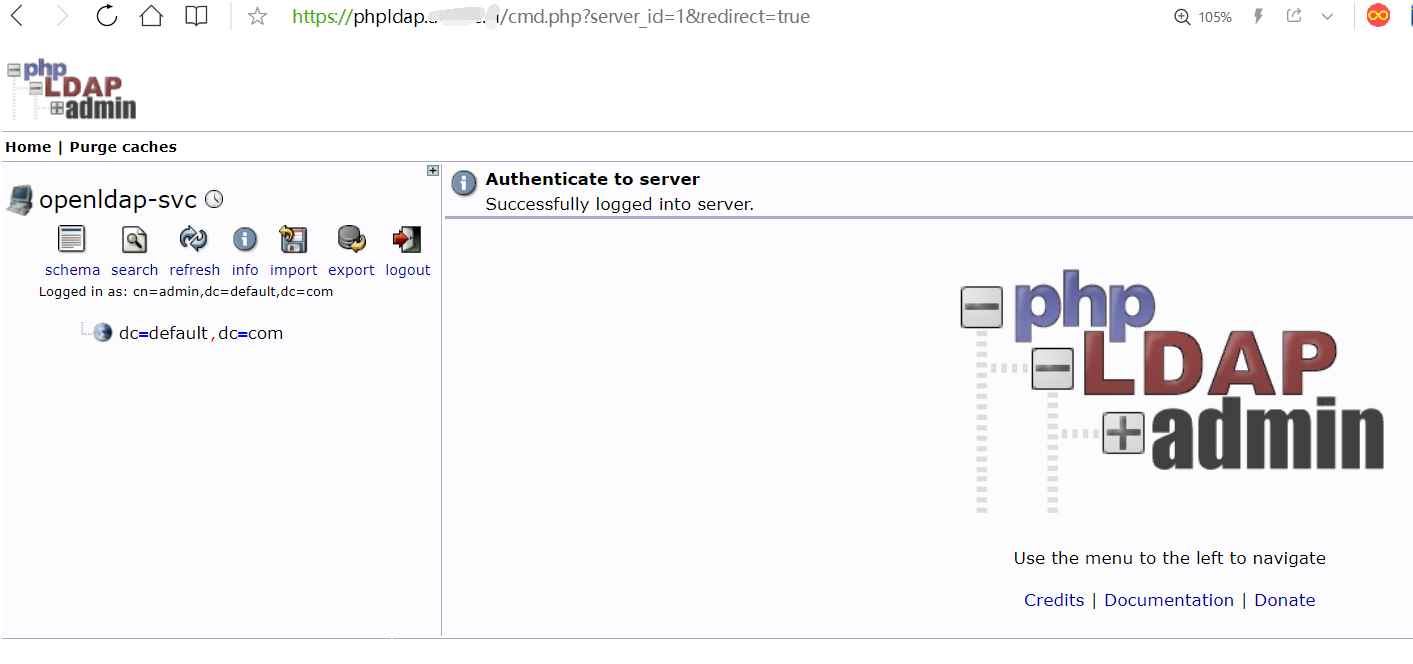 https://phpldap.
/cmd.php?server_id=1&redirect=true
105%
php
LDAP
admin
Home | Purge caches
openldap-svc
schema search refresh info import export logout
Logged in as: cn=admin,dc=default,dc=com
dc=default,dc=com
Authenticate to server
Successfully logged into server.
php
LDAP
admin
Use the menu to the left to navigate
Credits | Documentation | Donate